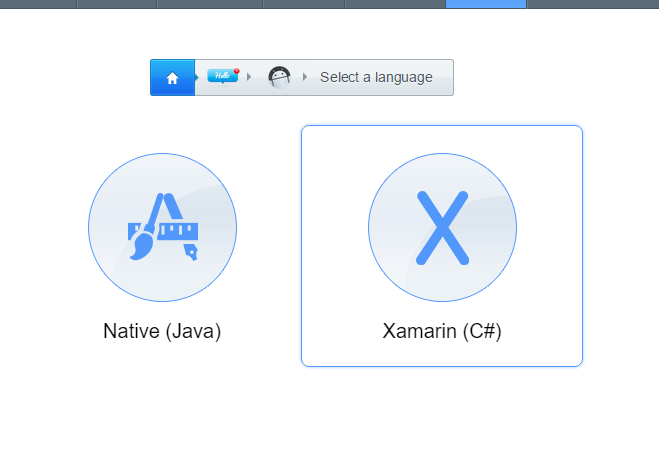 Hello
Select a language
Native (Java)
Xamarin (C#)